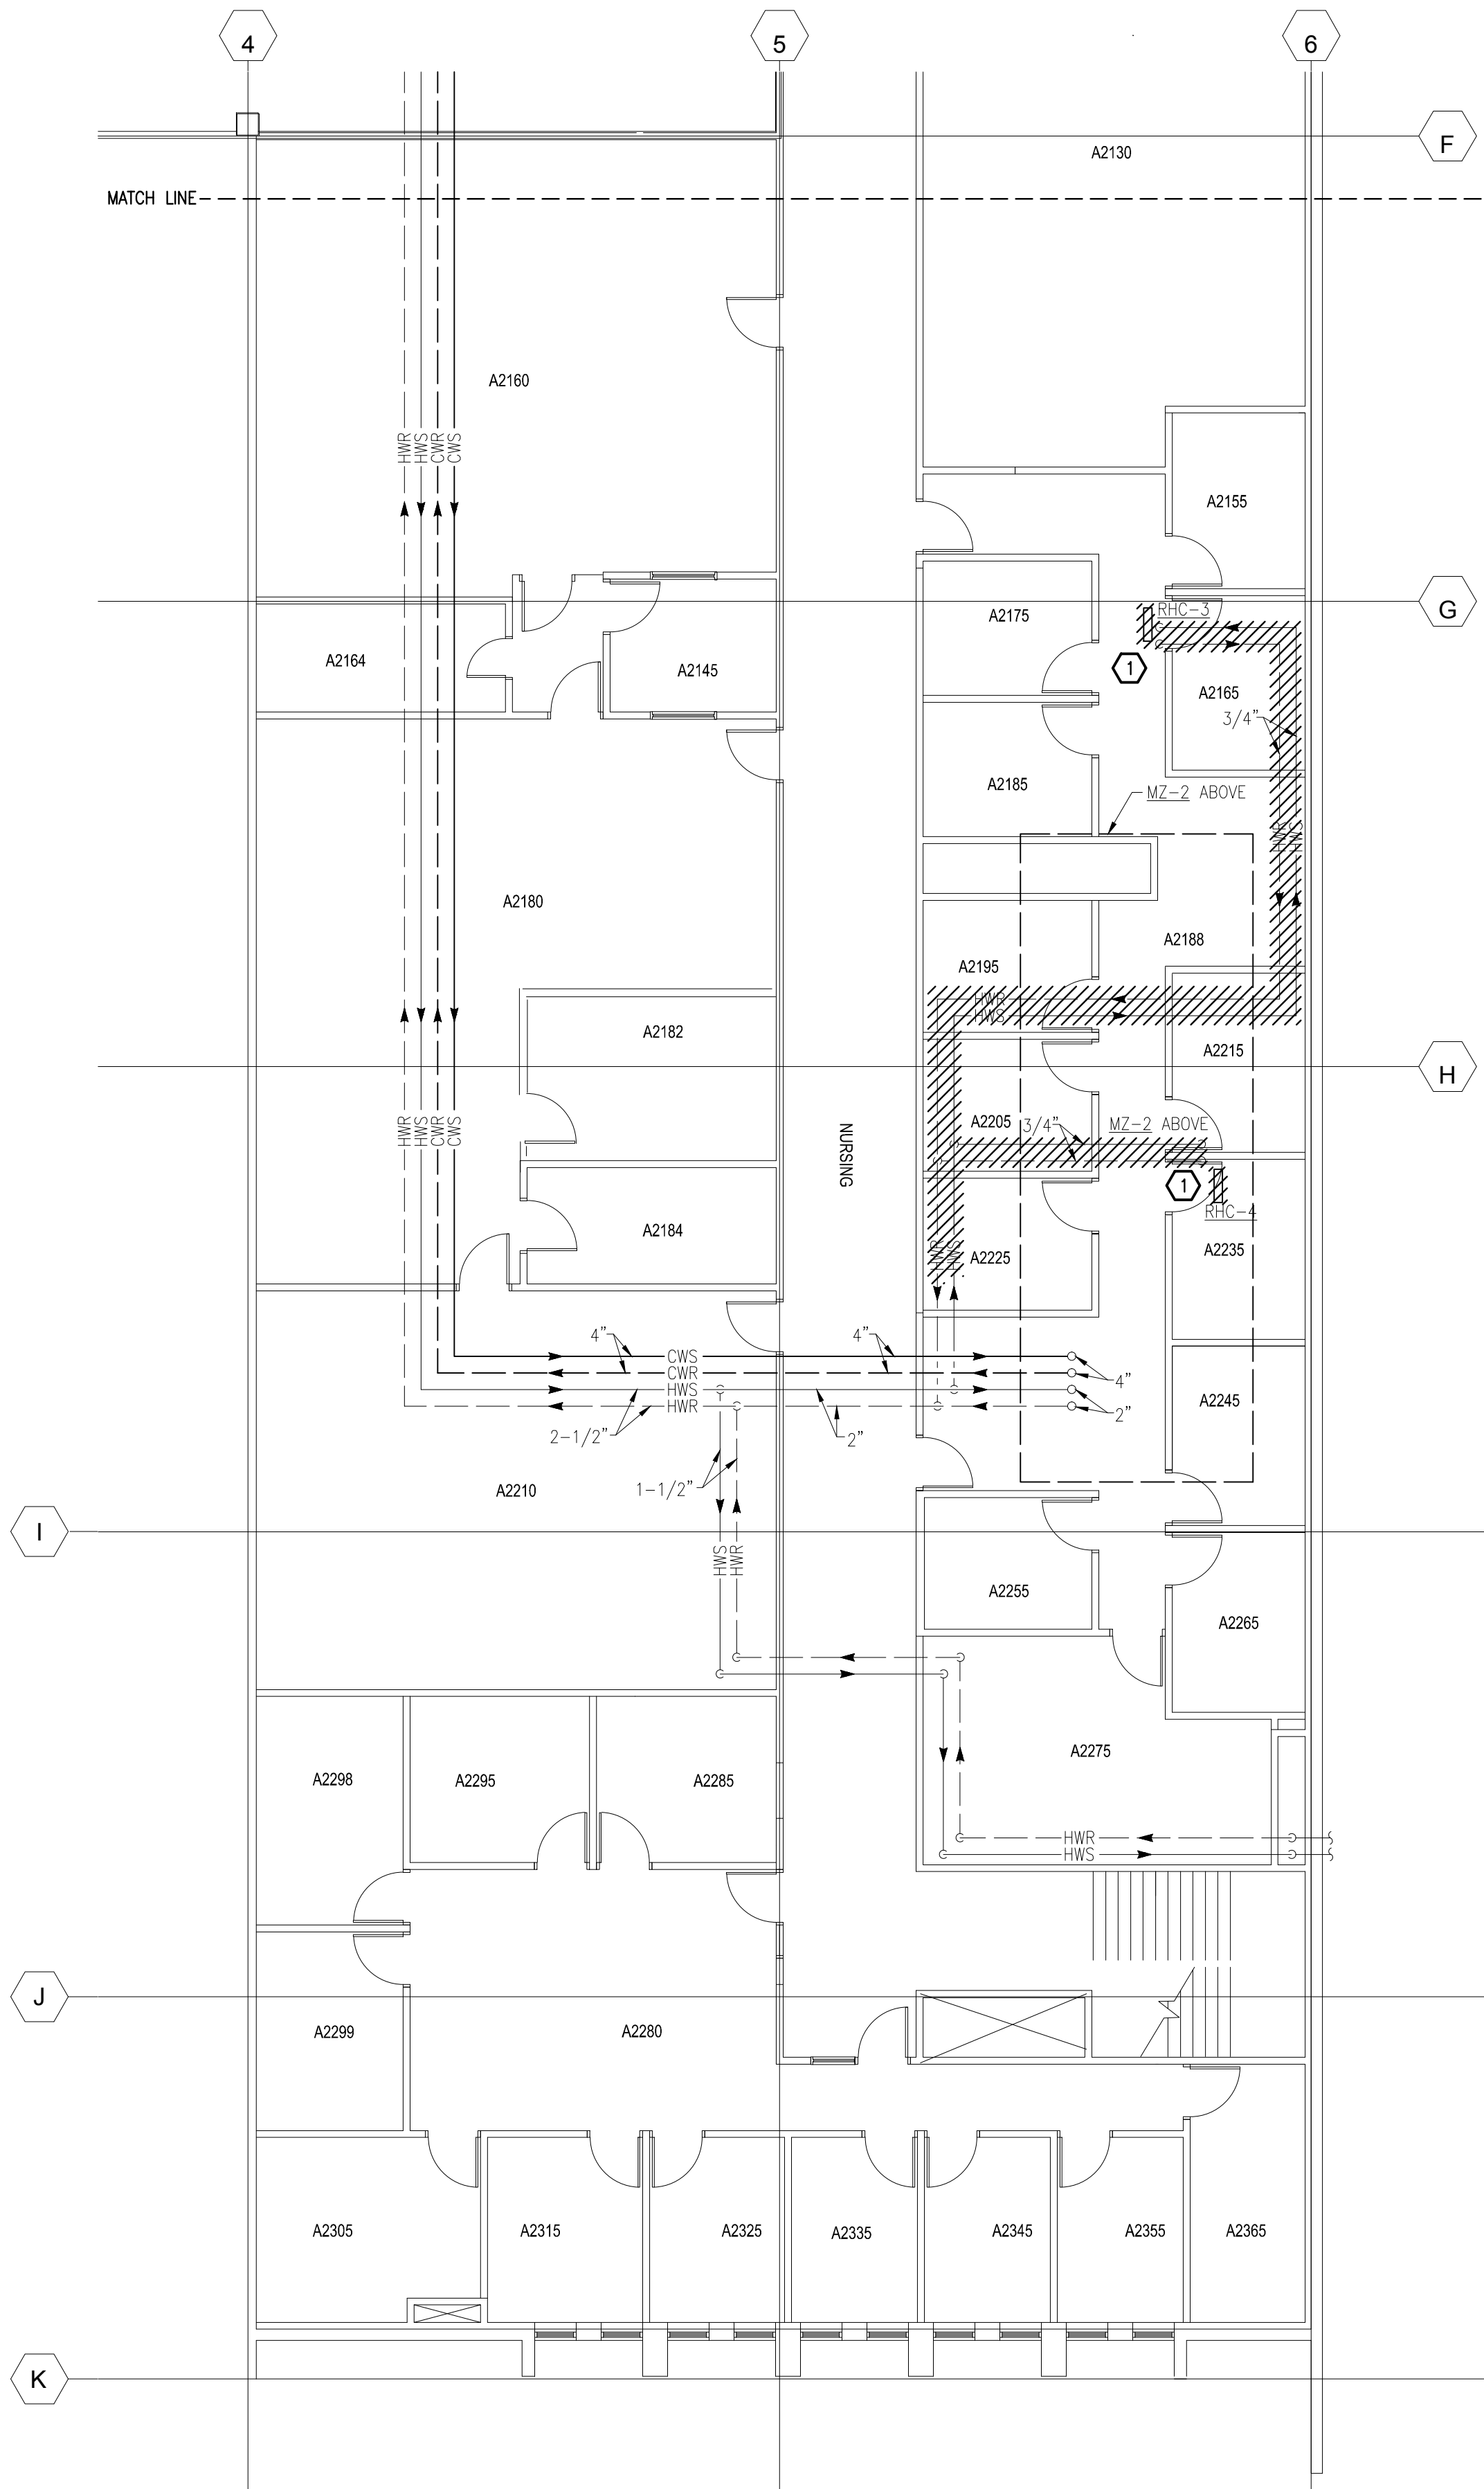 4
5
6
F
A2130
MATCH LINE
A2160
HWR
HWS
CWR
CWS
A2155
G
A2175
RHC-3
A2164
A2145
1
A2165
3/4"
A2185
MZ-2 ABOVE
HWR
HWS
A2180
A2188
A2195
HWR
HWS
A2182
A2215
H
HWR
HWS
CWR
CWS
NURSING
A2205
3/4"
MZ-2 ABOVE
1
RHC-4
A2184
HWR
HWS
A2225
A2235
4"
CWS
4"
CWR
4"
HWS
A2245
HWR
2"
2-1/2"
2"
1-1/2"
A2210
I
HWS
HWR
A2255
A2265
A2275
A2298
A2295
A2285
HWR
HWS
J
A2299
A2280
A2305
A2315
A2325
A2335
A2345
A2355
A2365
K